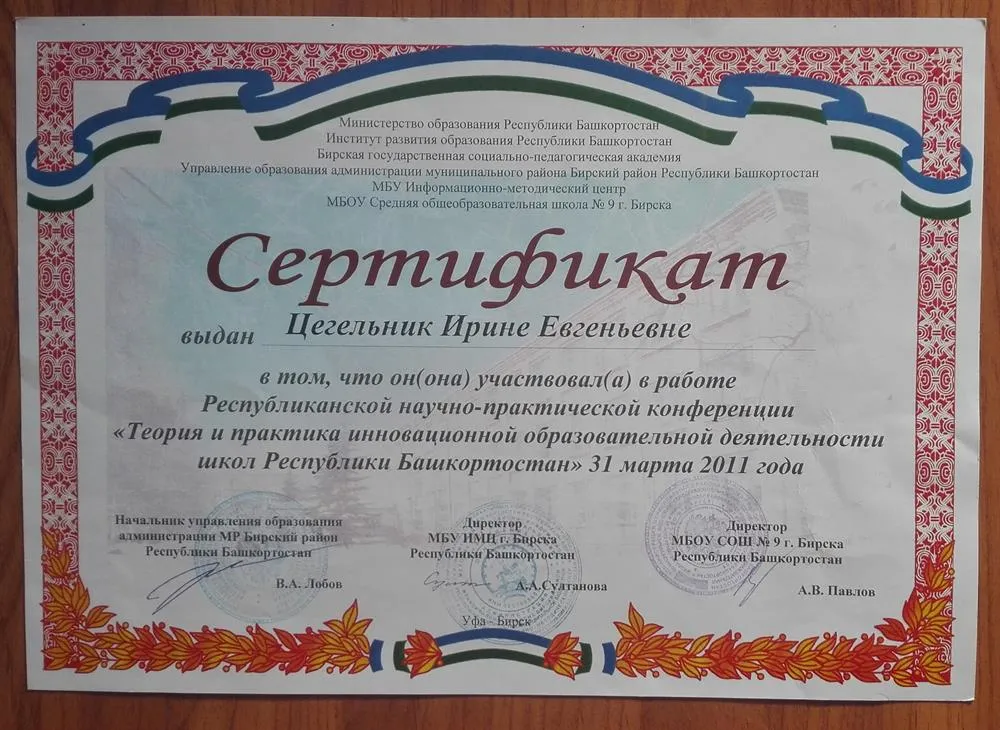 Министерство образования Республики Башкортостан
Институт развития образования Республики Башкортостан
Бирская государственная социально-педагогическая академия
Управление образования администрации муниципального района Бирский район Республики Башкортостан
МБУ Информационно-методический центр
МБОУ Средняя общеобразовательная школа № 9 г. Бирска
Сертификат
выдан Цегельник Ирине Евгеньевне
в том, что он(она) участвовал(а) в работе
Республиканской научно-практической конференции
«Теория и практика инновационной образовательной деятельности
школ Республики Башкортостан» 31 марта 2011 года
Начальник управления образования
администрации МР Бирский район
Республики Башкортостан
В.А. Лобов
Директор
МБУ ИМЦ г. Бирска
Республики Башкортостан
А.А.Султанова
Директор
МБОУ СОШ № 9 г. Бирска
Республики Башкортостан
А.В. Павлов
Уфа - Бирск